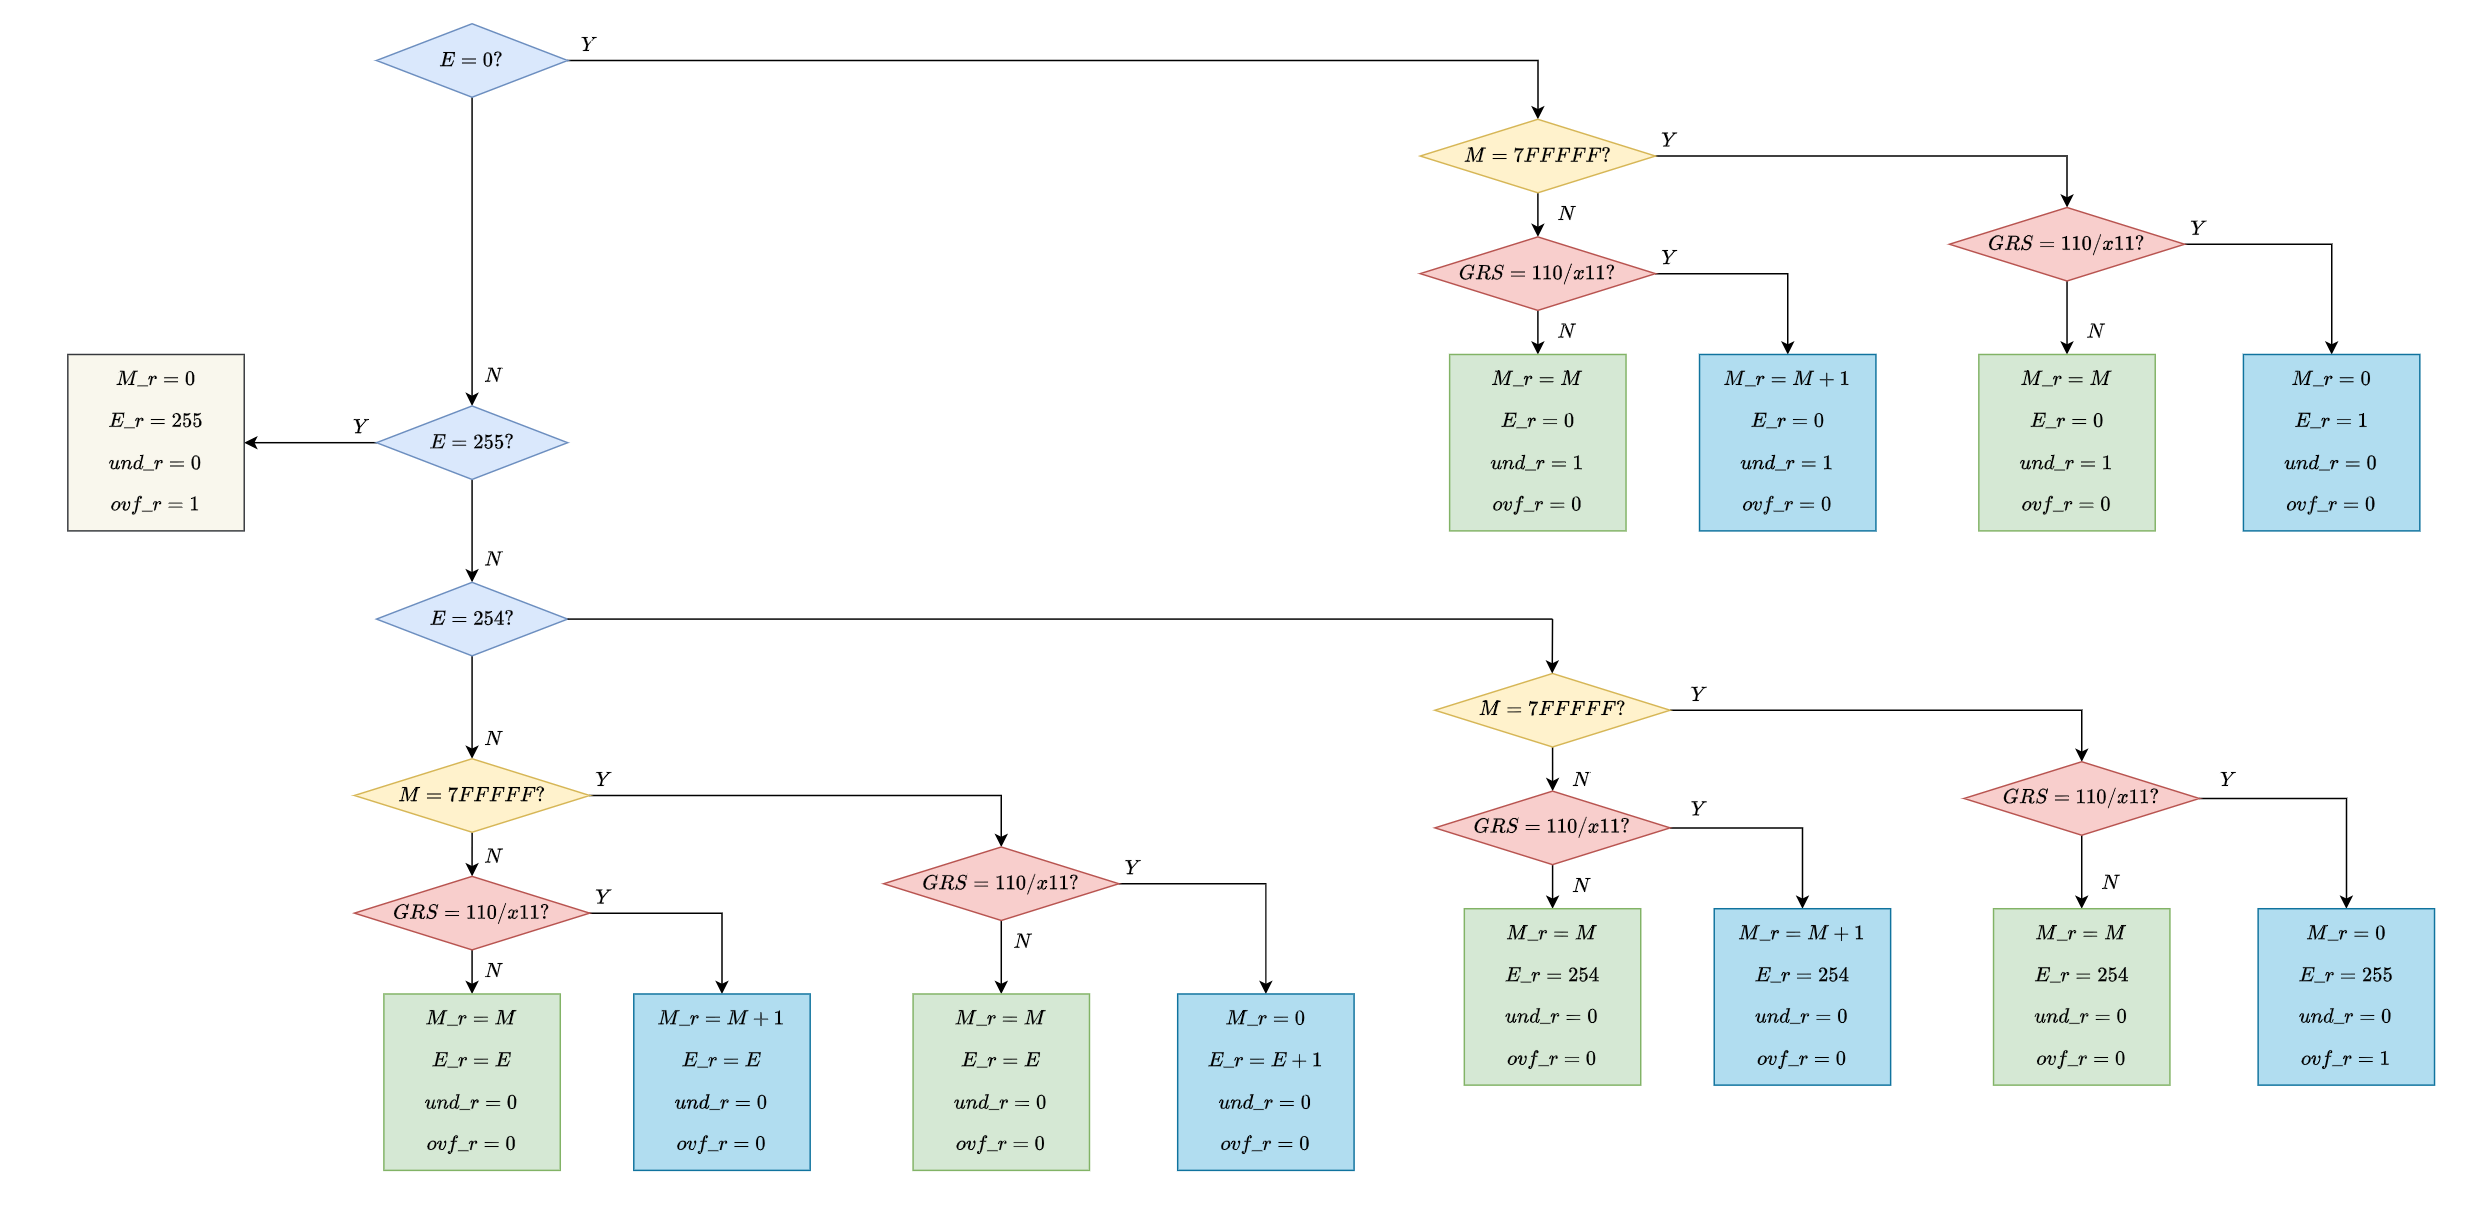 E = 0?
Y
M = 7FFFFF?
Y
N
GRS = 110/x11?
Y
N
GRS = 110/x11?
Y
N
M_r = M
E_r = 0
und_r = 1
ovf_r = 0
M_r = M + 1
E_r = 0
und_r = 1
ovf_r = 0
M_r = M
E_r = 0
und_r = 1
ovf_r = 0
M_r = 0
E_r = 1
und_r = 0
ovf_r = 0
N
E = 255?
Y
M_r = 0
E_r = 255
und_r = 0
ovf_r = 1
N
E = 254?
M = 7FFFFF?
Y
N
GRS = 110/x11?
Y
N
GRS = 110/x11?
Y
N
M_r = M
E_r = 254
und_r = 0
ovf_r = 0
M_r = M + 1
E_r = 254
und_r = 0
ovf_r = 0
M_r = M
E_r = 254
und_r = 0
ovf_r = 0
M_r = 0
E_r = 255
und_r = 0
ovf_r = 1
N
M = 7FFFFF?
Y
N
GRS = 110/x11?
Y
N
GRS = 110/x11?
Y
N
M_r = M
E_r = E
und_r = 0
ovf_r = 0
M_r = M + 1
E_r = E
und_r = 0
ovf_r = 0
M_r = M
E_r = E
und_r = 0
ovf_r = 0
M_r = 0
E_r = E + 1
und_r = 0
ovf_r = 0